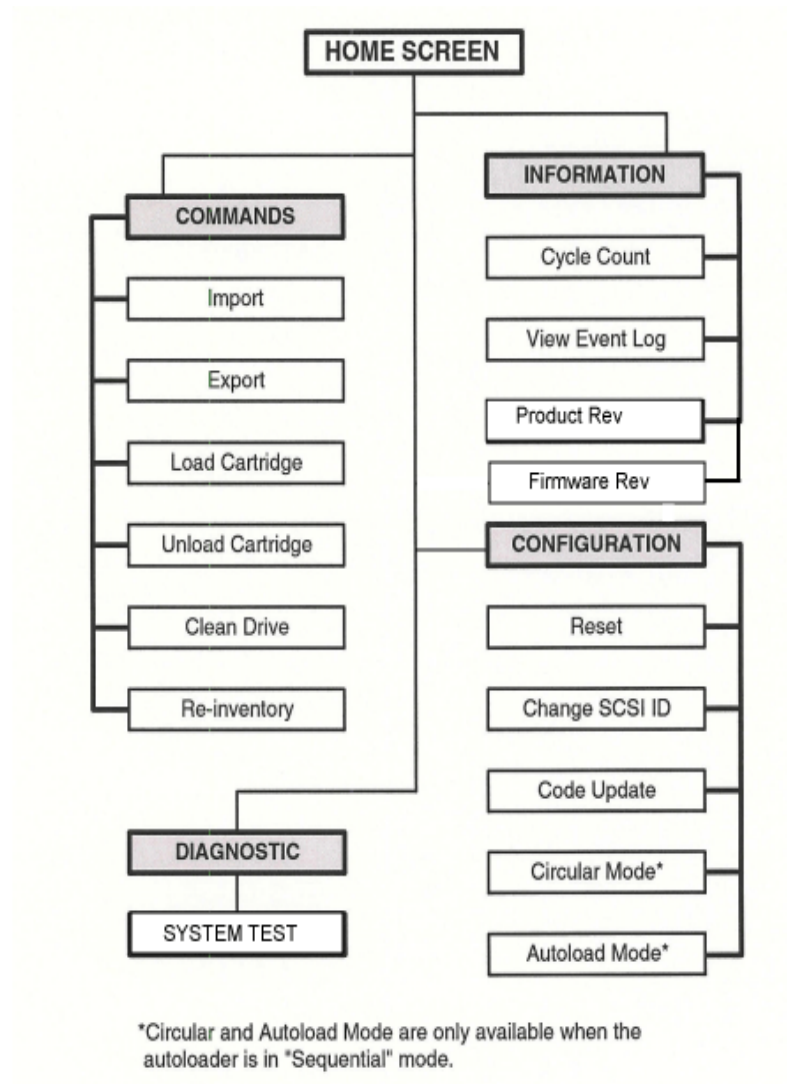 HOME SCREEN
COMMANDS
Import
Export
Load Cartridge
Unload Cartridge
Clean Drive
Re-inventory
DIAGNOSTIC
SYSTEM TEST
INFORMATION
Cycle Count
View Event Log
Product Rev
Firmware Rev
CONFIGURATION
Reset
Change SCSI ID
Code Update
Circular Mode*
Autoload Mode*
*Circular and Autoload Mode are only available when the
autoloader is in "Sequential" mode.